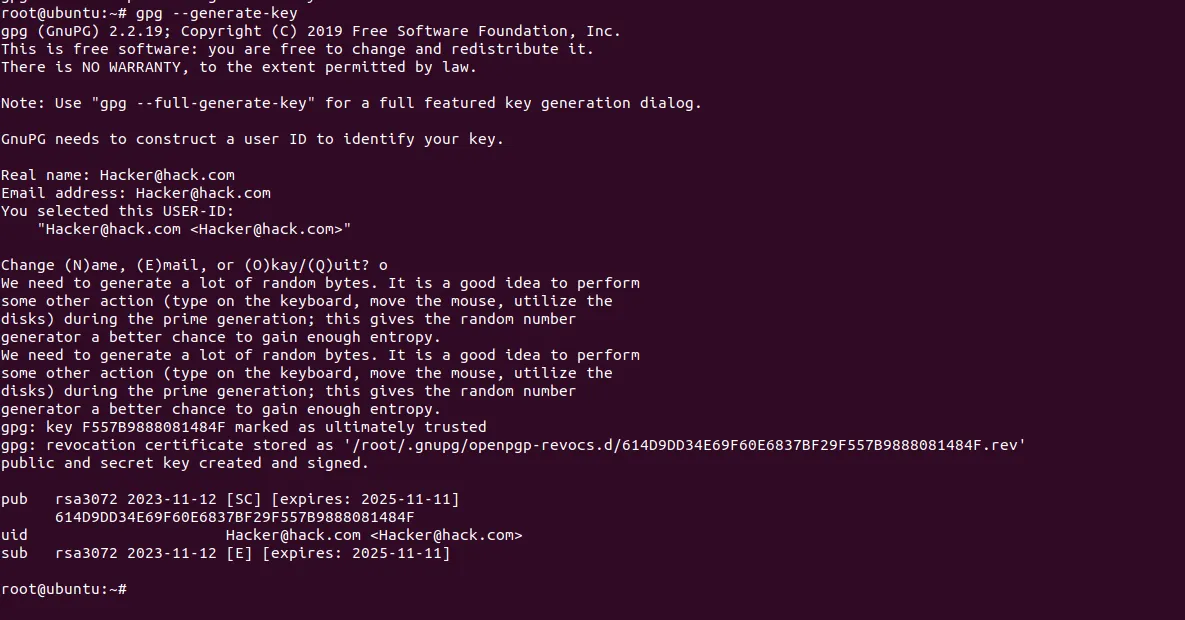 root@ubuntu:~# gpg --generate-key
gpg (GnuPG) 2.2.19; Copyright (C) 2019 Free Software Foundation, Inc.
This is free software: you are free to change and redistribute it.
There is NO WARRANTY, to the extent permitted by law.

Note: Use "gpg --full-generate-key" for a full featured key generation dialog.

GnuPG needs to construct a user ID to identify your key.

Real name: Hacker@hack.com
Email address: Hacker@hack.com
You selected this USER-ID:
    "Hacker@hack.com <Hacker@hack.com>"

Change (N)ame, (E)mail, or (O)kay/(Q)uit? o
We need to generate a lot of random bytes. It is a good idea to perform
some other action (type on the keyboard, move the mouse, utilize the
disks) during the prime generation; this gives the random number
generator a better chance to gain enough entropy.
We need to generate a lot of random bytes. It is a good idea to perform
some other action (type on the keyboard, move the mouse, utilize the
disks) during the prime generation; this gives the random number
generator a better chance to gain enough entropy.
gpg: key F557B9888081484F marked as ultimately trusted
gpg: revocation certificate stored as '/root/.gnupg/openpgp-revocs.d/614D9DD34E69F60E6837BF29F557B9888081484F.rev'
public and secret key created and signed.

pub   rsa3072 2023-11-12 [SC] [expires: 2025-11-11]
      614D9DD34E69F60E6837BF29F557B9888081484F
uid                      Hacker@hack.com <Hacker@hack.com>
sub   rsa3072 2023-11-12 [E] [expires: 2025-11-11]

root@ubuntu:~#